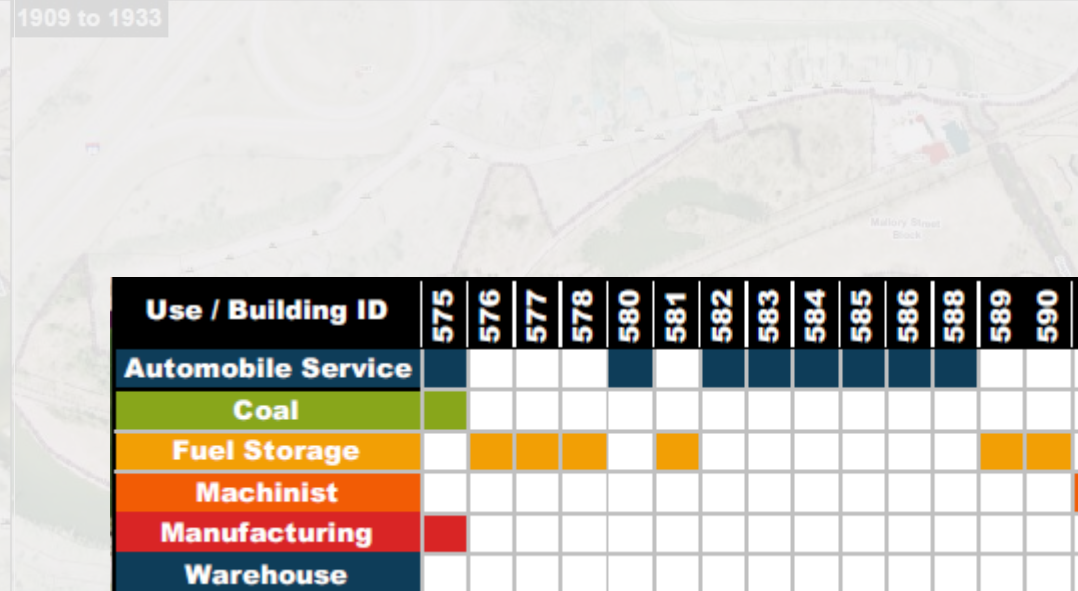 1909 to 1933
Mallory Street
Block
Use / Building ID 575 576 577 578 580 581 582 583 584 585 586 588 589 590
Automobile Service
Coal
Fuel Storage
Machinist
Manufacturing
Warehouse